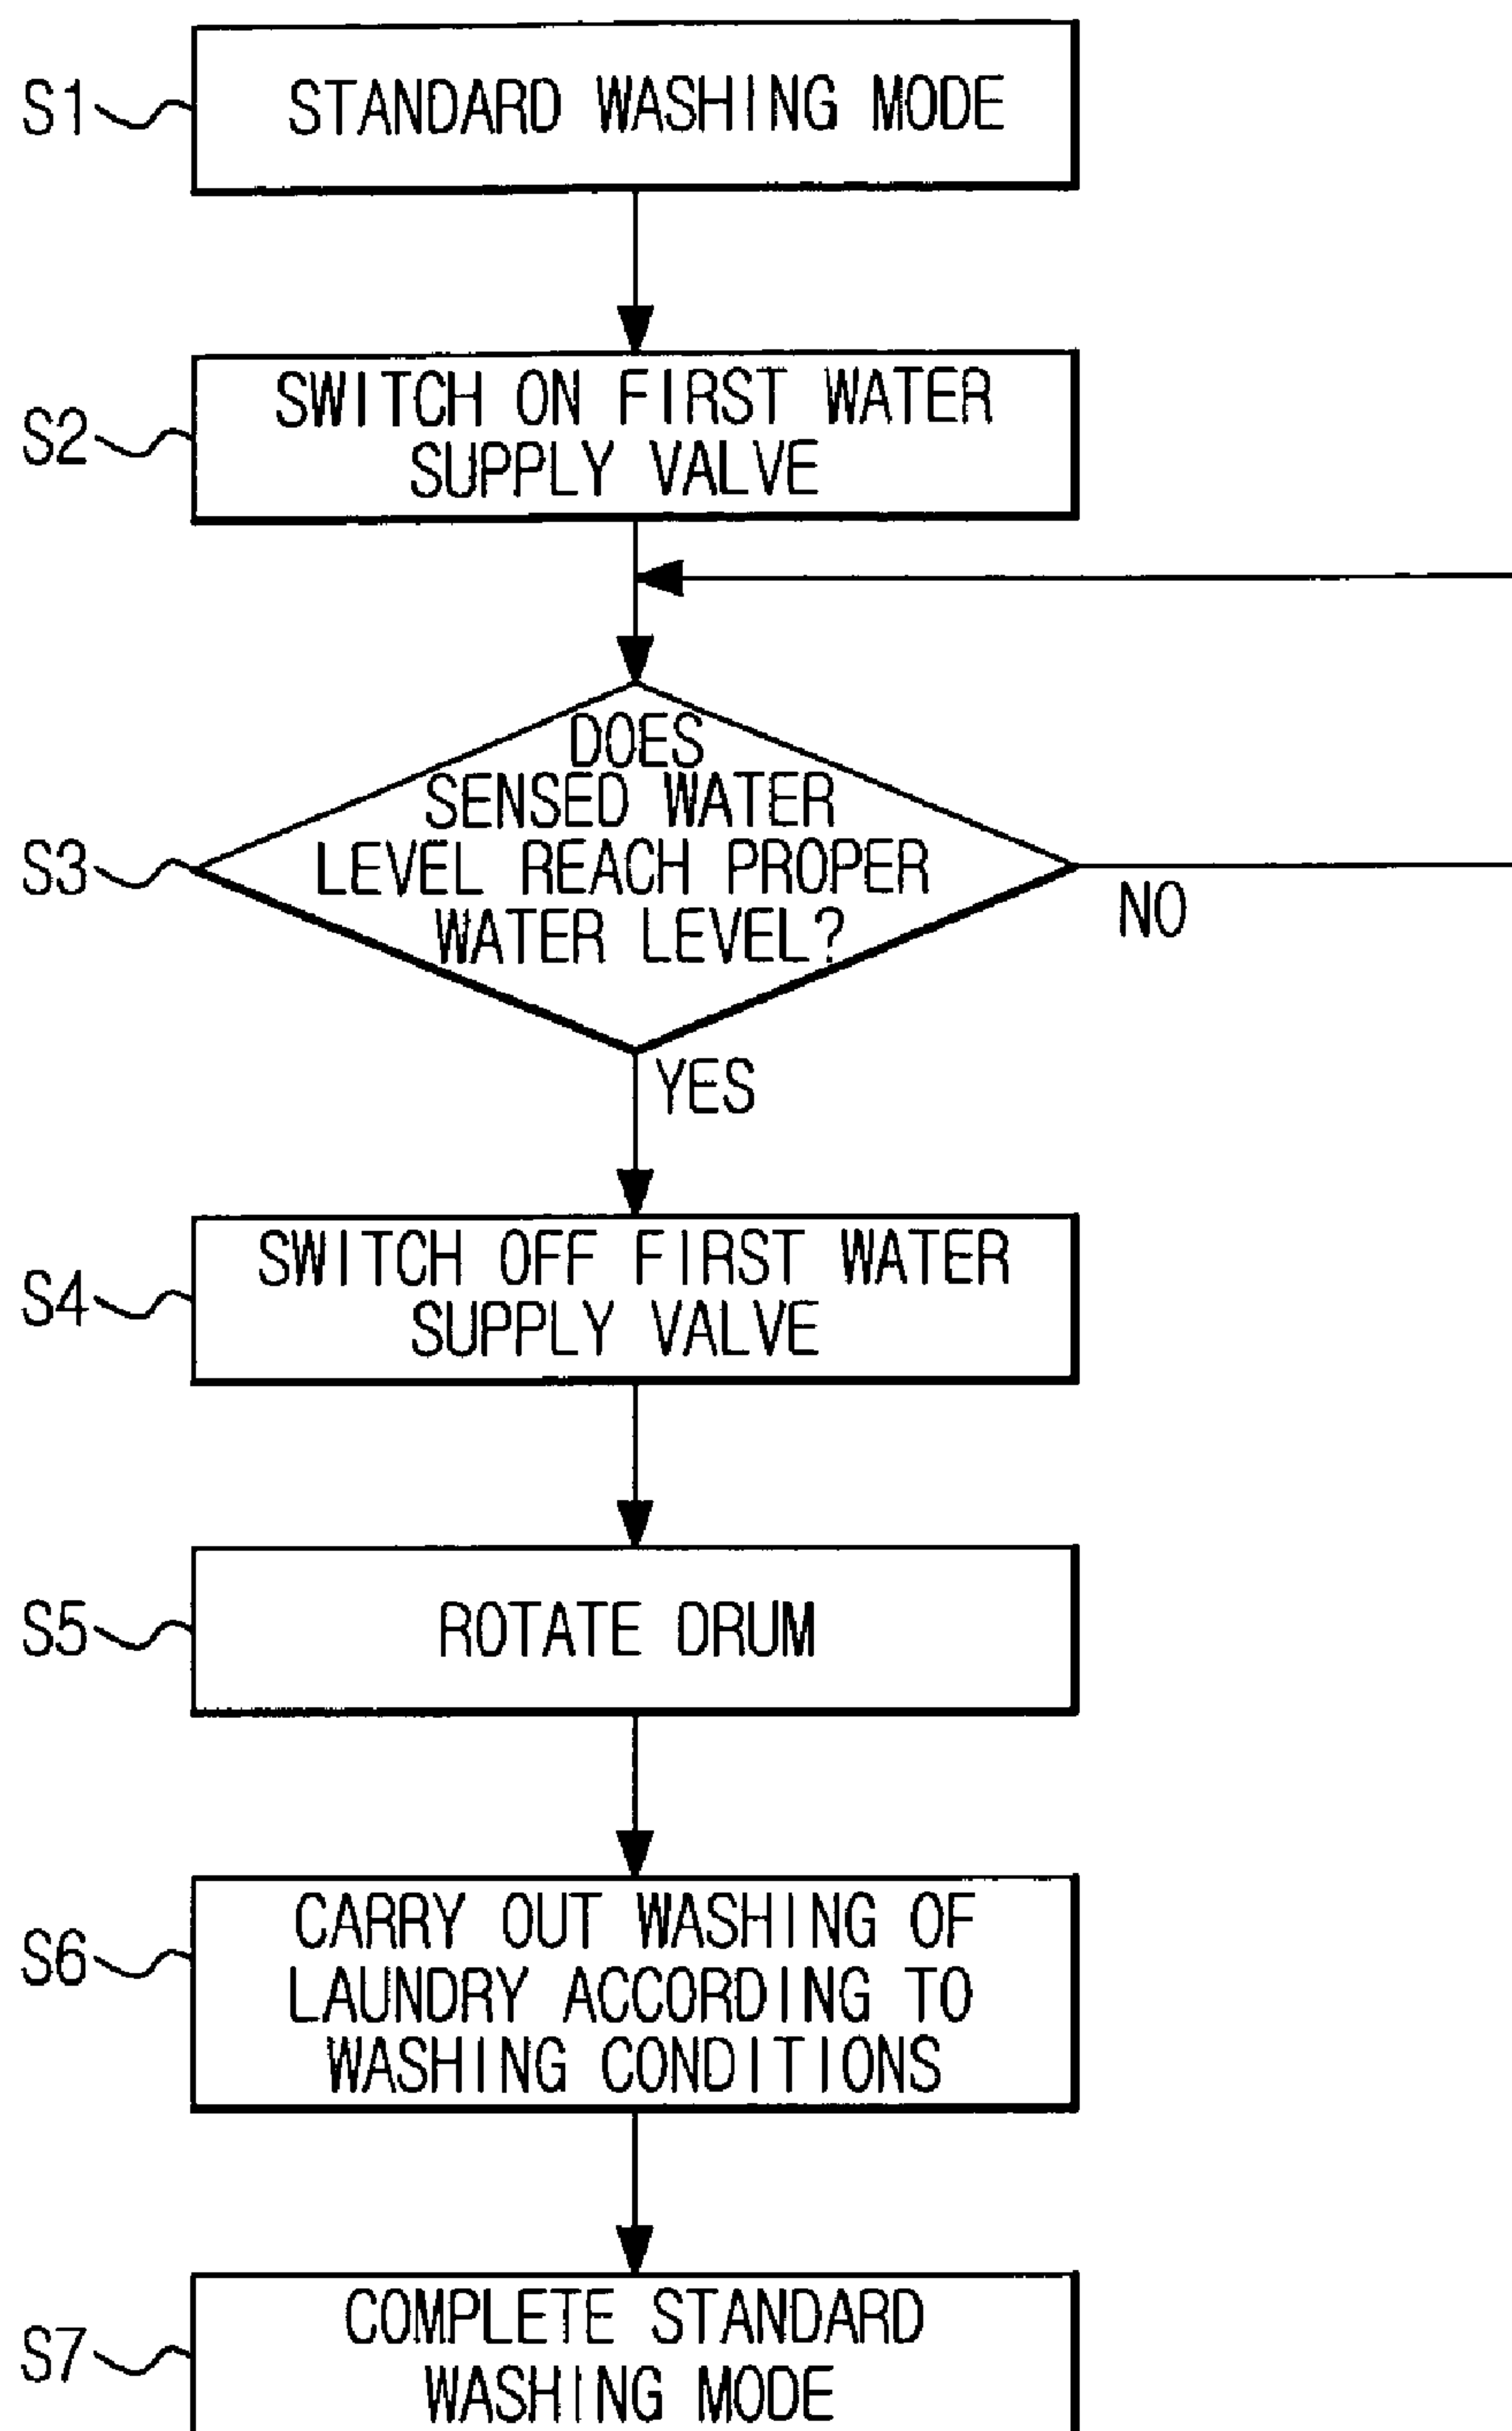 S1
STANDARD WASHING MODE
S2
SWITCH ON FIRST WATER
SUPPLY VALVE
S3
DOES
SENSED WATER
LEVEL REACH PROPER
WATER LEVEL?
NO
YES
S4
SWITCH OFF FIRST WATER
SUPPLY VALVE
S5
ROTATE DRUM
S6
CARRY OUT WASHING OF
LAUNDRY ACCORDING TO
WASHING CONDITIONS
S7
COMPLETE STANDARD
WASHING MODE